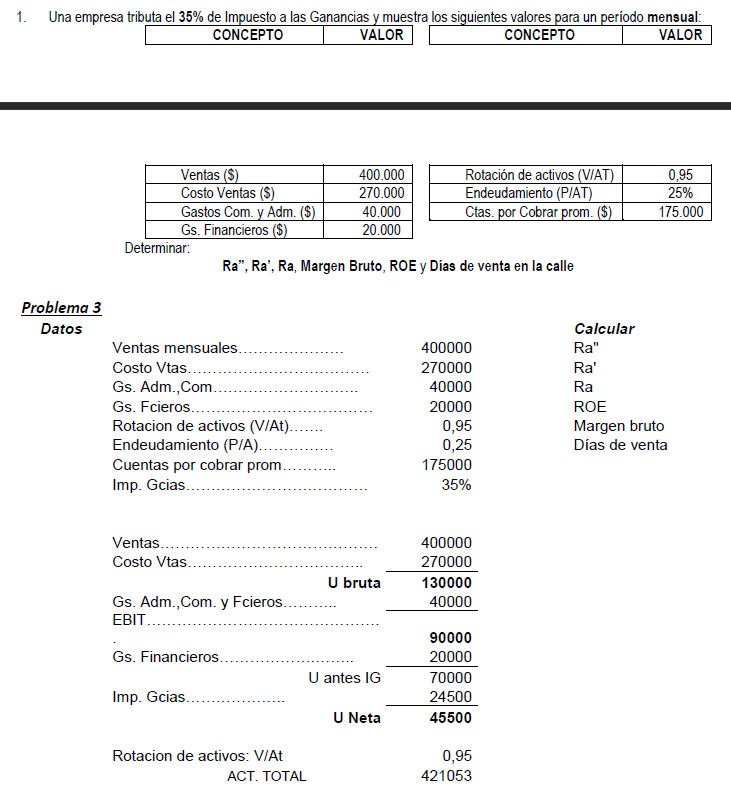 1. Una empresa tributa el 35% de Impuesto a las Ganancias y muestra los siguientes valores para un período mensual:
CONCEPTO VALOR CONCEPTO VALOR
Ventas ($) 400.000 Rotación de activos (V/AT) 0,95
Costo Ventas ($) 270.000 Endeudamiento (P/AT) 25%
Gastos Com. y Adm. ($) 40.000 Ctas. por Cobrar prom. ($) 175.000
Gs. Financieros ($) 20.000
Determinar:
Ra”, Ra’, Ra, Margen Bruto, ROE y Días de venta en la calle
Problema 3
Datos Calcular
Ventas mensuales………………… 400000 Ra"
Costo Vtas……………………………… 270000 Ra'
Gs. Adm.,Com………………………. 40000 Ra
Gs. Fcieros……………………………… 20000 ROE
Rotacion de activos (V/At)……. 0,95 Margen bruto
Endeudamiento (P/A)…………… 0,25 Días de venta
Cuentas por cobrar prom……….. 175000
Imp. Gcias……………………………… 35%
Ventas……………………………………. 400000
Costo Vtas……………………………. 270000
U bruta 130000
Gs. Adm.,Com. y Fcieros……….. 40000
EBIT………………………………………
. 90000
Gs. Financieros…………………….. 20000
U antes IG 70000
Imp. Gcias……………….. 24500
U Neta 45500
Rotacion de activos: V/At 0,95
ACT. TOTAL 421053